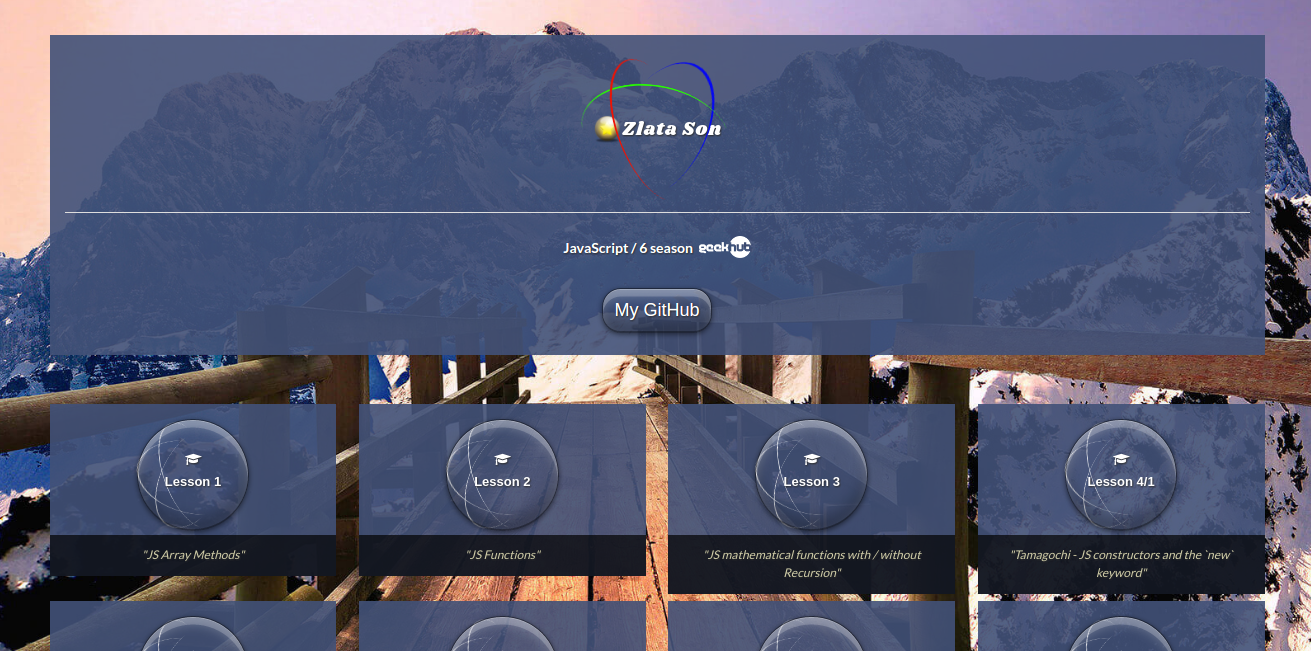 Zlata Son
JavaScript / 6 season geekhub
My GitHub
Lesson 1
Lesson 2
Lesson 3
Lesson 4/1
"JS Array Methods"
"JS Functions"
"JS mathematical functions with / without
Recursion"
"Tamagochi - JS constructors and the `new`
keyword"